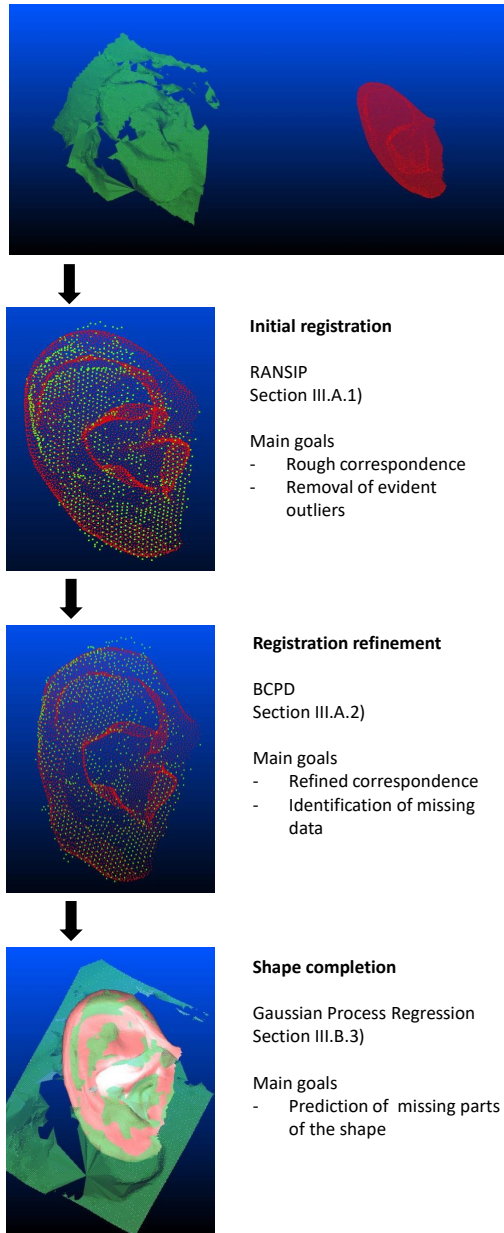 Initial registration
RANSIP
Section III.A.1)
Main goals
- Rough correspondence
- Removal of evident
outliers
Registration refinement
BCPD
Section III.A.2)
Main goals
- Refined correspondence
- Identification of missing
data
Shape completion
Gaussian Process Regression
Section III.B.3)
Main goals
- Prediction of missing parts
of the shape